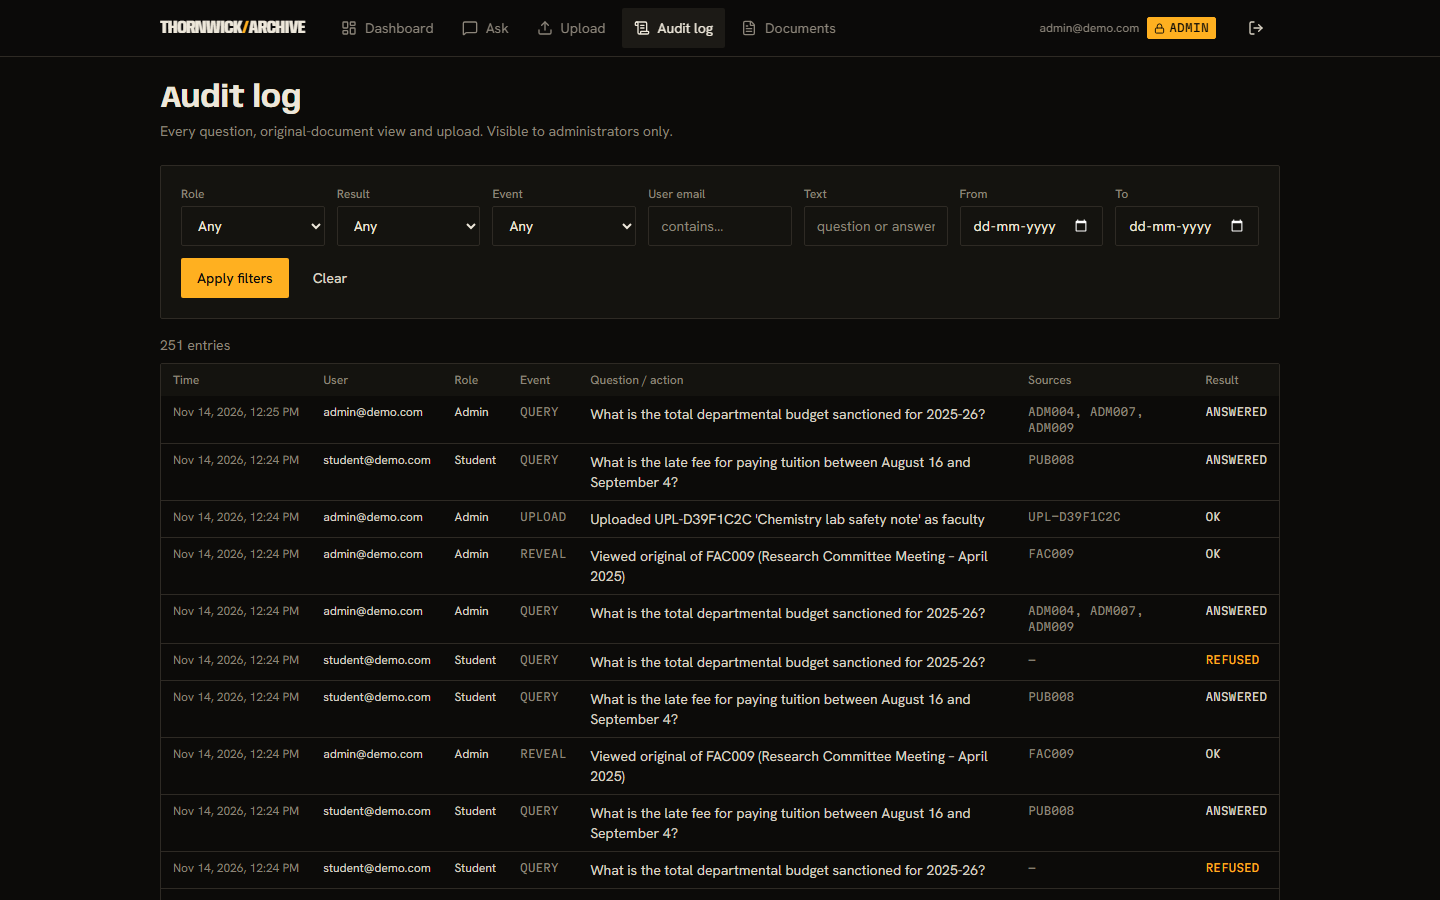 THORNWICK/ARCHIVE Dashboard Ask Upload Audit log Documents admin@demo.com ADMIN
Audit log
Every question, original-document view and upload. Visible to administrators only.
Role Result Event User email Text From To
Any Any Any contains... question or answer dd-mm-yyyy dd-mm-yyyy
Apply filters Clear
251 entries
Time User Role Event Question / action Sources Result
Nov 14, 2026, 12:25 PM admin@demo.com Admin QUERY What is the total departmental budget sanctioned for 2025-26? ADM004, ADM007, ANSWERED
ADM009
Nov 14, 2026, 12:24 PM student@demo.com Student QUERY What is the late fee for paying tuition between August 16 and PUB008 ANSWERED
September 4?
Nov 14, 2026, 12:24 PM admin@demo.com Admin UPLOAD Uploaded UPL-D39F1C2C 'Chemistry lab safety note' as faculty UPL-D39F1C2C OK
Nov 14, 2026, 12:24 PM admin@demo.com Admin REVEAL Viewed original of FAC009 (Research Committee Meeting – April FAC009 OK
2025)
Nov 14, 2026, 12:24 PM admin@demo.com Admin QUERY What is the total departmental budget sanctioned for 2025-26? ADM004, ADM007, ANSWERED
ADM009
Nov 14, 2026, 12:24 PM student@demo.com Student QUERY What is the total departmental budget sanctioned for 2025-26? — REFUSED
Nov 14, 2026, 12:24 PM student@demo.com Student QUERY What is the late fee for paying tuition between August 16 and PUB008 ANSWERED
September 4?
Nov 14, 2026, 12:24 PM admin@demo.com Admin REVEAL Viewed original of FAC009 (Research Committee Meeting – April FAC009 OK
2025)
Nov 14, 2026, 12:24 PM student@demo.com Student QUERY What is the late fee for paying tuition between August 16 and PUB008 ANSWERED
September 4?
Nov 14, 2026, 12:24 PM student@demo.com Student QUERY What is the total departmental budget sanctioned for 2025-26? — REFUSED